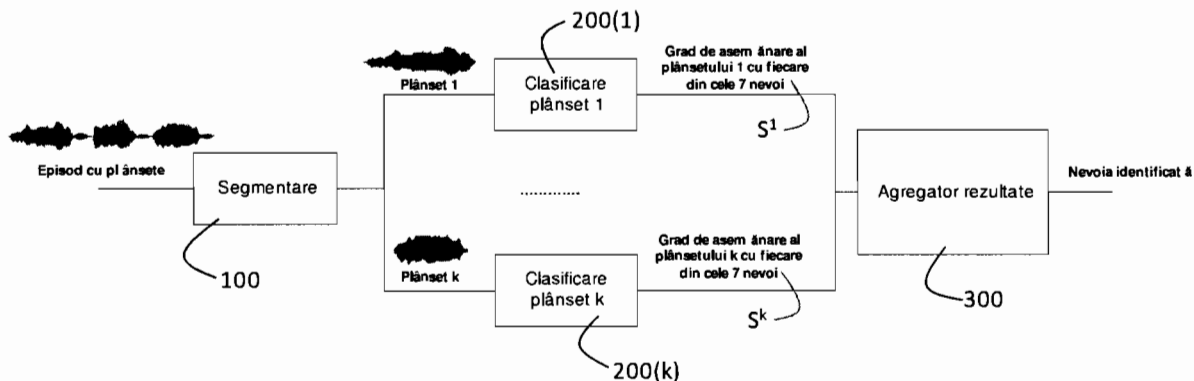 200(1)
Plânset 1
Clasificare
plânset 1
Grad de asem ănare al
plânsetului 1 cu fiecare
din cele 7 nevoi
S1
Episod cu pl ânsete
Segmentare
100
............
Agregator rezultate
Nevoia identificat ă
300
Plânset k
Clasificare
plânset k
Grad de asem ănare al
plânsetului k cu fiecare
din cele 7 nevoi
Sk
200(k)